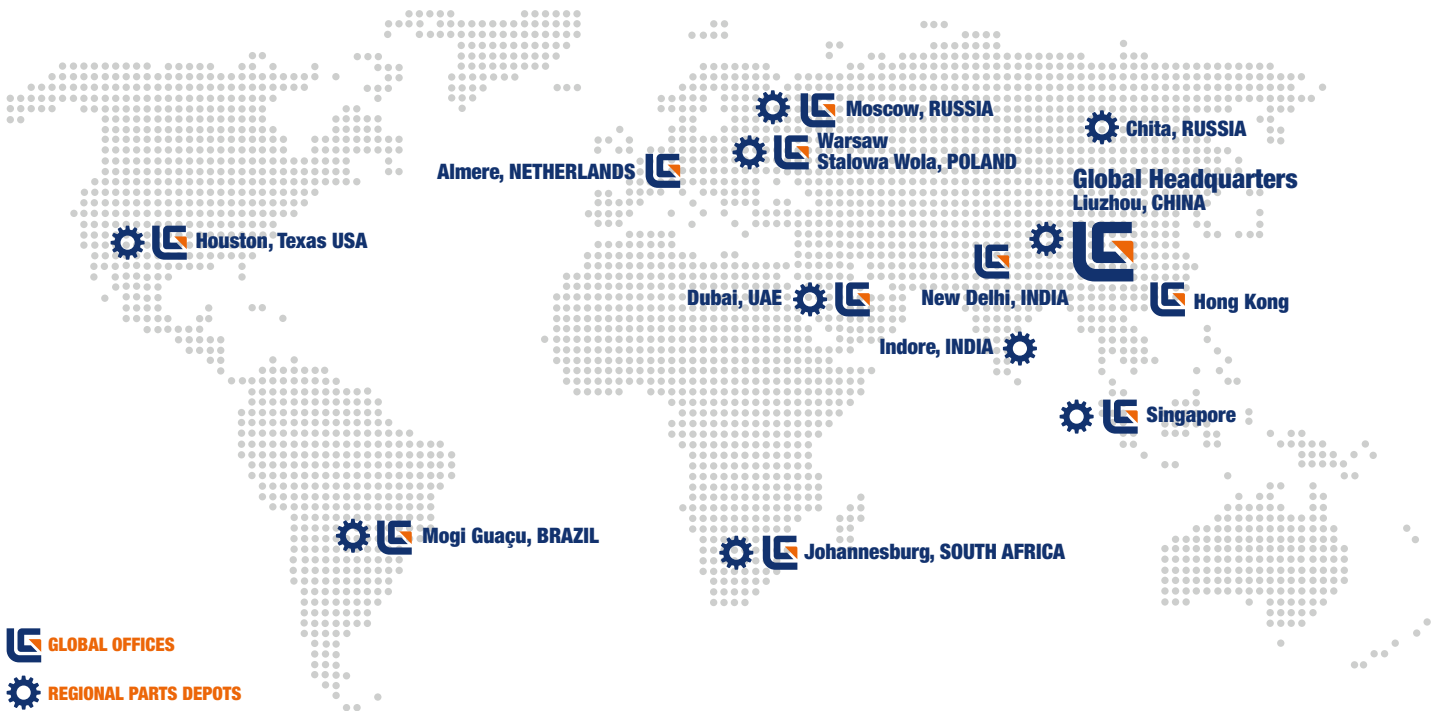 Moscow, RUSSIA
Chita, RUSSIA
Warsaw
Stalowa Wola, POLAND
Almere, NETHERLANDS
Global Headquarters
Liuzhou, CHINA
Houston, Texas USA
Dubai, UAE
New Delhi, INDIA
Hong Kong
Indore, INDIA
Singapore
Mogi Guaçu, BRAZIL
Johannesburg, SOUTH AFRICA
GLOBAL OFFICES
REGIONAL PARTS DEPOTS